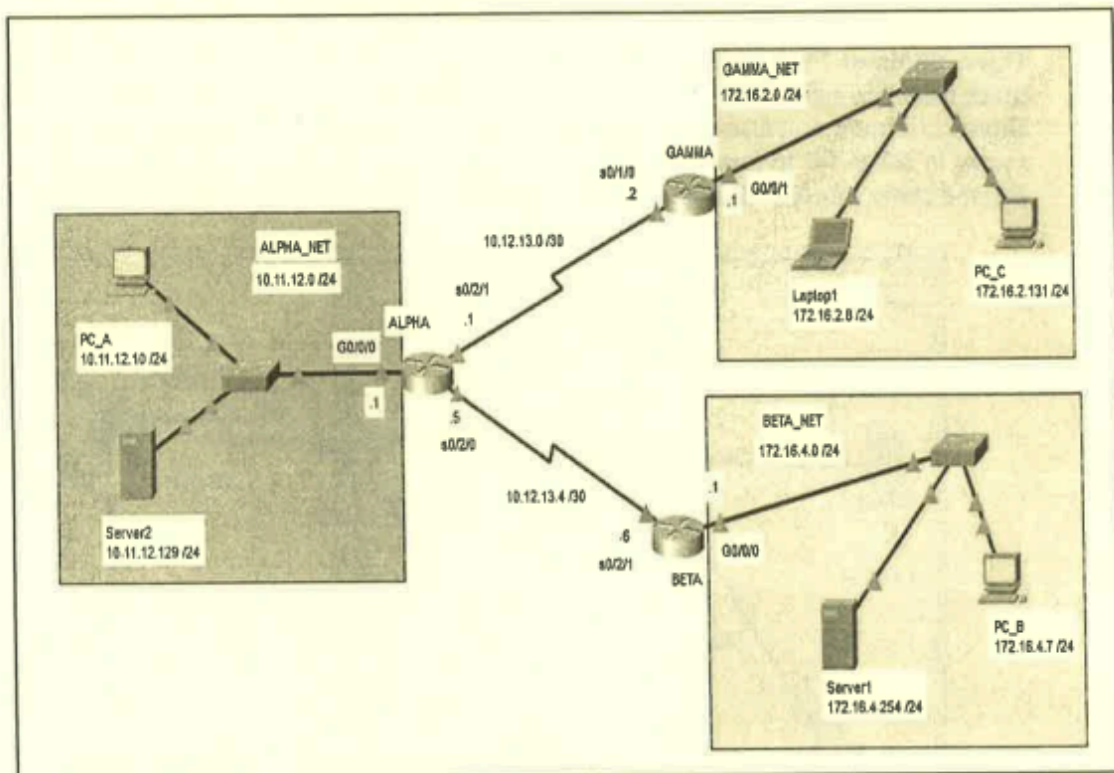 GAMMA_NET
172.16.2.0 /24
GAMMA
s0/1/0
.2
G0/0/1
.1
10.12.13.0 /30
Laptop1
172.16.2.8 /24
PC_C
172.16.2.131 /24
ALPHA_NET
10.11.12.0 /24
PC_A
10.11.12.10 /24
G0/0/0
.1
ALPHA
s0/2/1
.1
.5
s0/2/0
Server2
10.11.12.129 /24
10.12.13.4 /30
BETA_NET
172.16.4.0 /24
.1
G0/0/0
.6
s0/2/1
BETA
PC_B
172.16.4.7 /24
Server1
172.16.4.254 /24